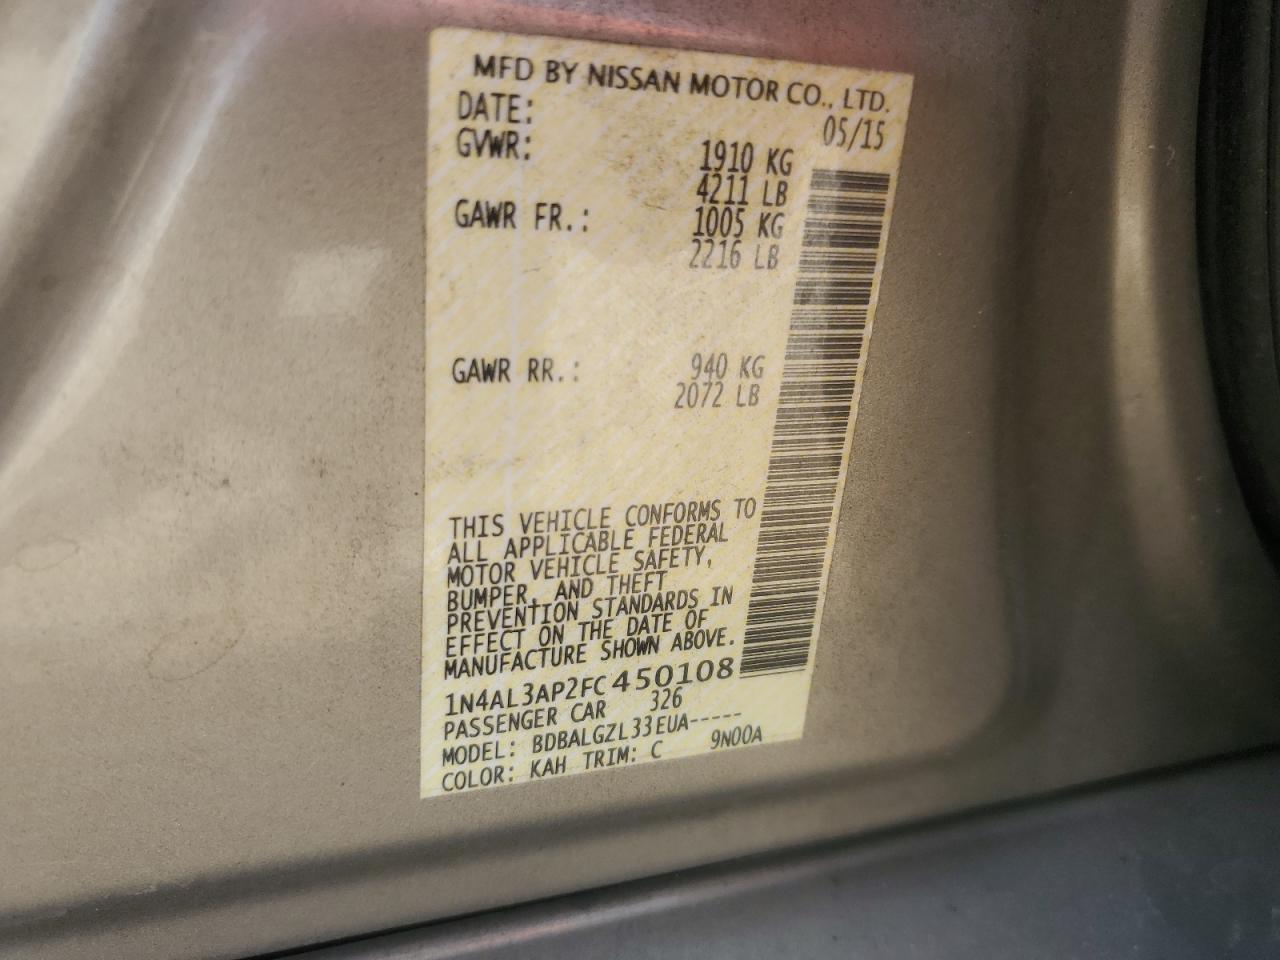 MFD BY NISSAN MOTOR CO., LTD.
DATE: 05/15
GVWR: 1910 KG
4211 LB
GAWR FR.: 1005 KG
2216 LB
GAWR RR.: 940 KG
2072 LB
THIS VEHICLE CONFORMS TO
ALL APPLICABLE FEDERAL
MOTOR VEHICLE SAFETY,
BUMPER, AND THEFT
PREVENTION STANDARDS IN
EFFECT ON THE DATE OF
MANUFACTURE SHOWN ABOVE.
1N4AL3AP2FC450108
PASSENGER CAR 326
MODEL: BDBALGZL33EUA-----
COLOR: KAH TRIM: C 9N00A